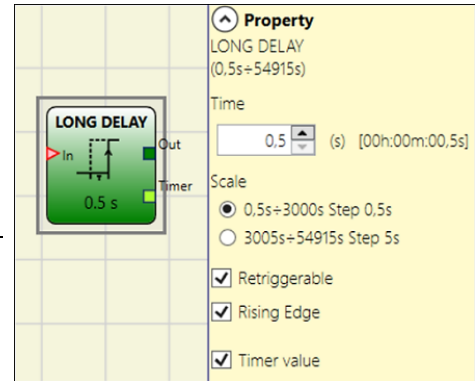 LONG DELAY
In
Out
Timer
0.5 s
Property
LONG DELAY
(0,5s÷54915s)
Time
0,5 (s) [00h:00m:00,5s]
Scale
0,5s÷3000s Step 0,5s
3005s÷54915s Step 5s
Retriggerable
Rising Edge
Timer value